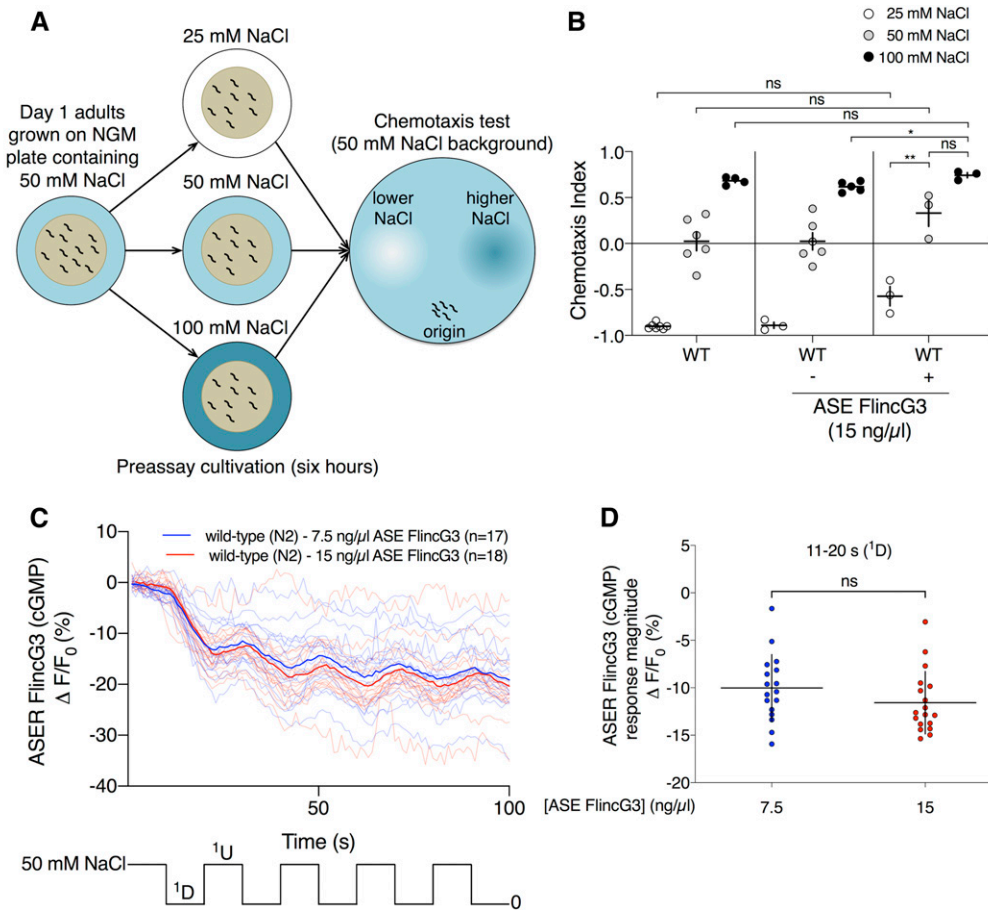 A
25 mM NaCl
Day 1 adults
grown on NGM
plate containing
50 mM NaCl
50 mM NaCl
100 mM NaCl
Preassay cultivation (six hours)
Chemotaxis test
(50 mM NaCl background)
lower
NaCl
higher
NaCl
origin
B
25 mM NaCl
50 mM NaCl
100 mM NaCl
ns
ns
ns
*
ns
**
Chemotaxis Index
1.0
0.5
0.0
-0.5
-1.0
WT
WT
WT
-
+
ASE FlincG3
(15 ng/µl)
C
wild-type (N2) - 7.5 ng/µl ASE FlincG3 (n=17)
wild-type (N2) - 15 ng/µl ASE FlincG3 (n=18)
ASER FlincG3 (cGMP)
Δ F/F0 (%)
10
0
-10
-20
-30
-40
50
100
Time (s)
50 mM NaCl
¹D
¹U
0
D
11-20 s (¹D)
ns
ASER FlincG3 (cGMP)
response magnitude
Δ F/F0 (%)
5
0
-5
-10
-15
-20
[ASE FlincG3] (ng/µl)
7.5
15